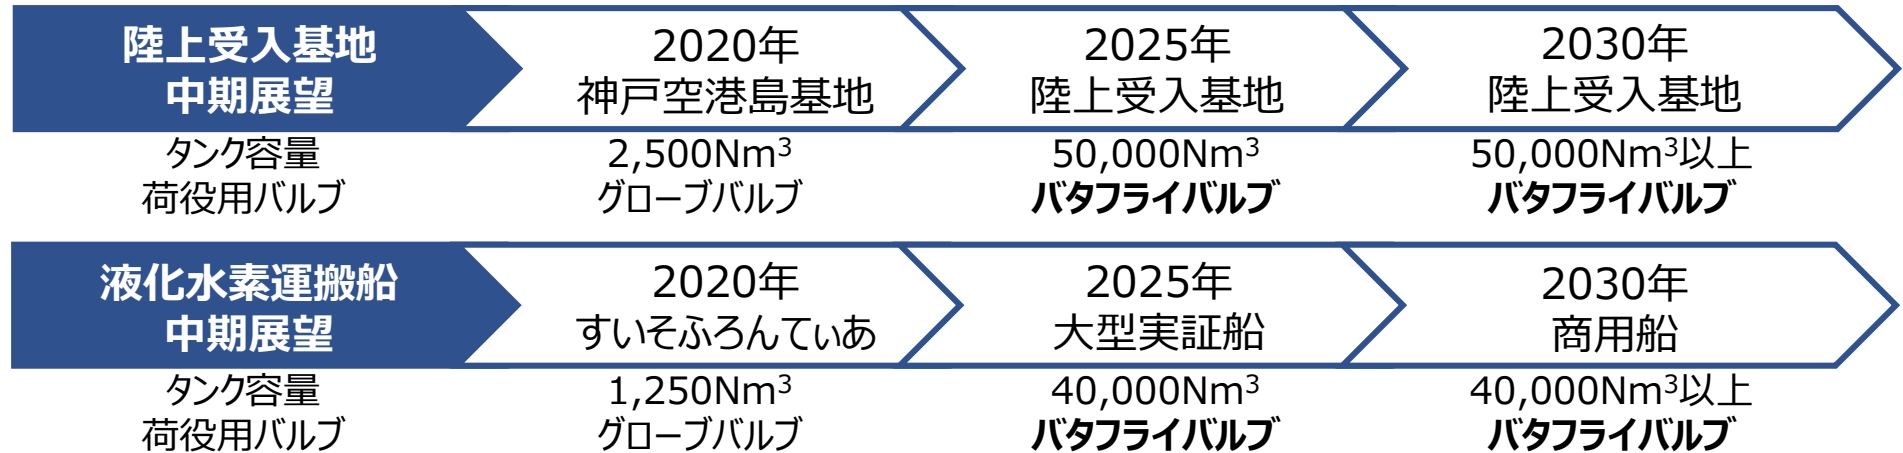 陸上受入基地
中期展望
2020年
神戸空港島基地
2025年
陸上受入基地
2030年
陸上受入基地
タンク容量 2,500Nm³ 50,000Nm³ 50,000Nm³以上
荷役用バルブ グローブバルブ バタフライバルブ バタフライバルブ
液化水素運搬船
中期展望
2020年
すいそふろんてぃあ
2025年
大型実証船
2030年
商用船
タンク容量 1,250Nm³ 40,000Nm³ 40,000Nm³以上
荷役用バルブ グローブバルブ バタフライバルブ バタフライバルブ